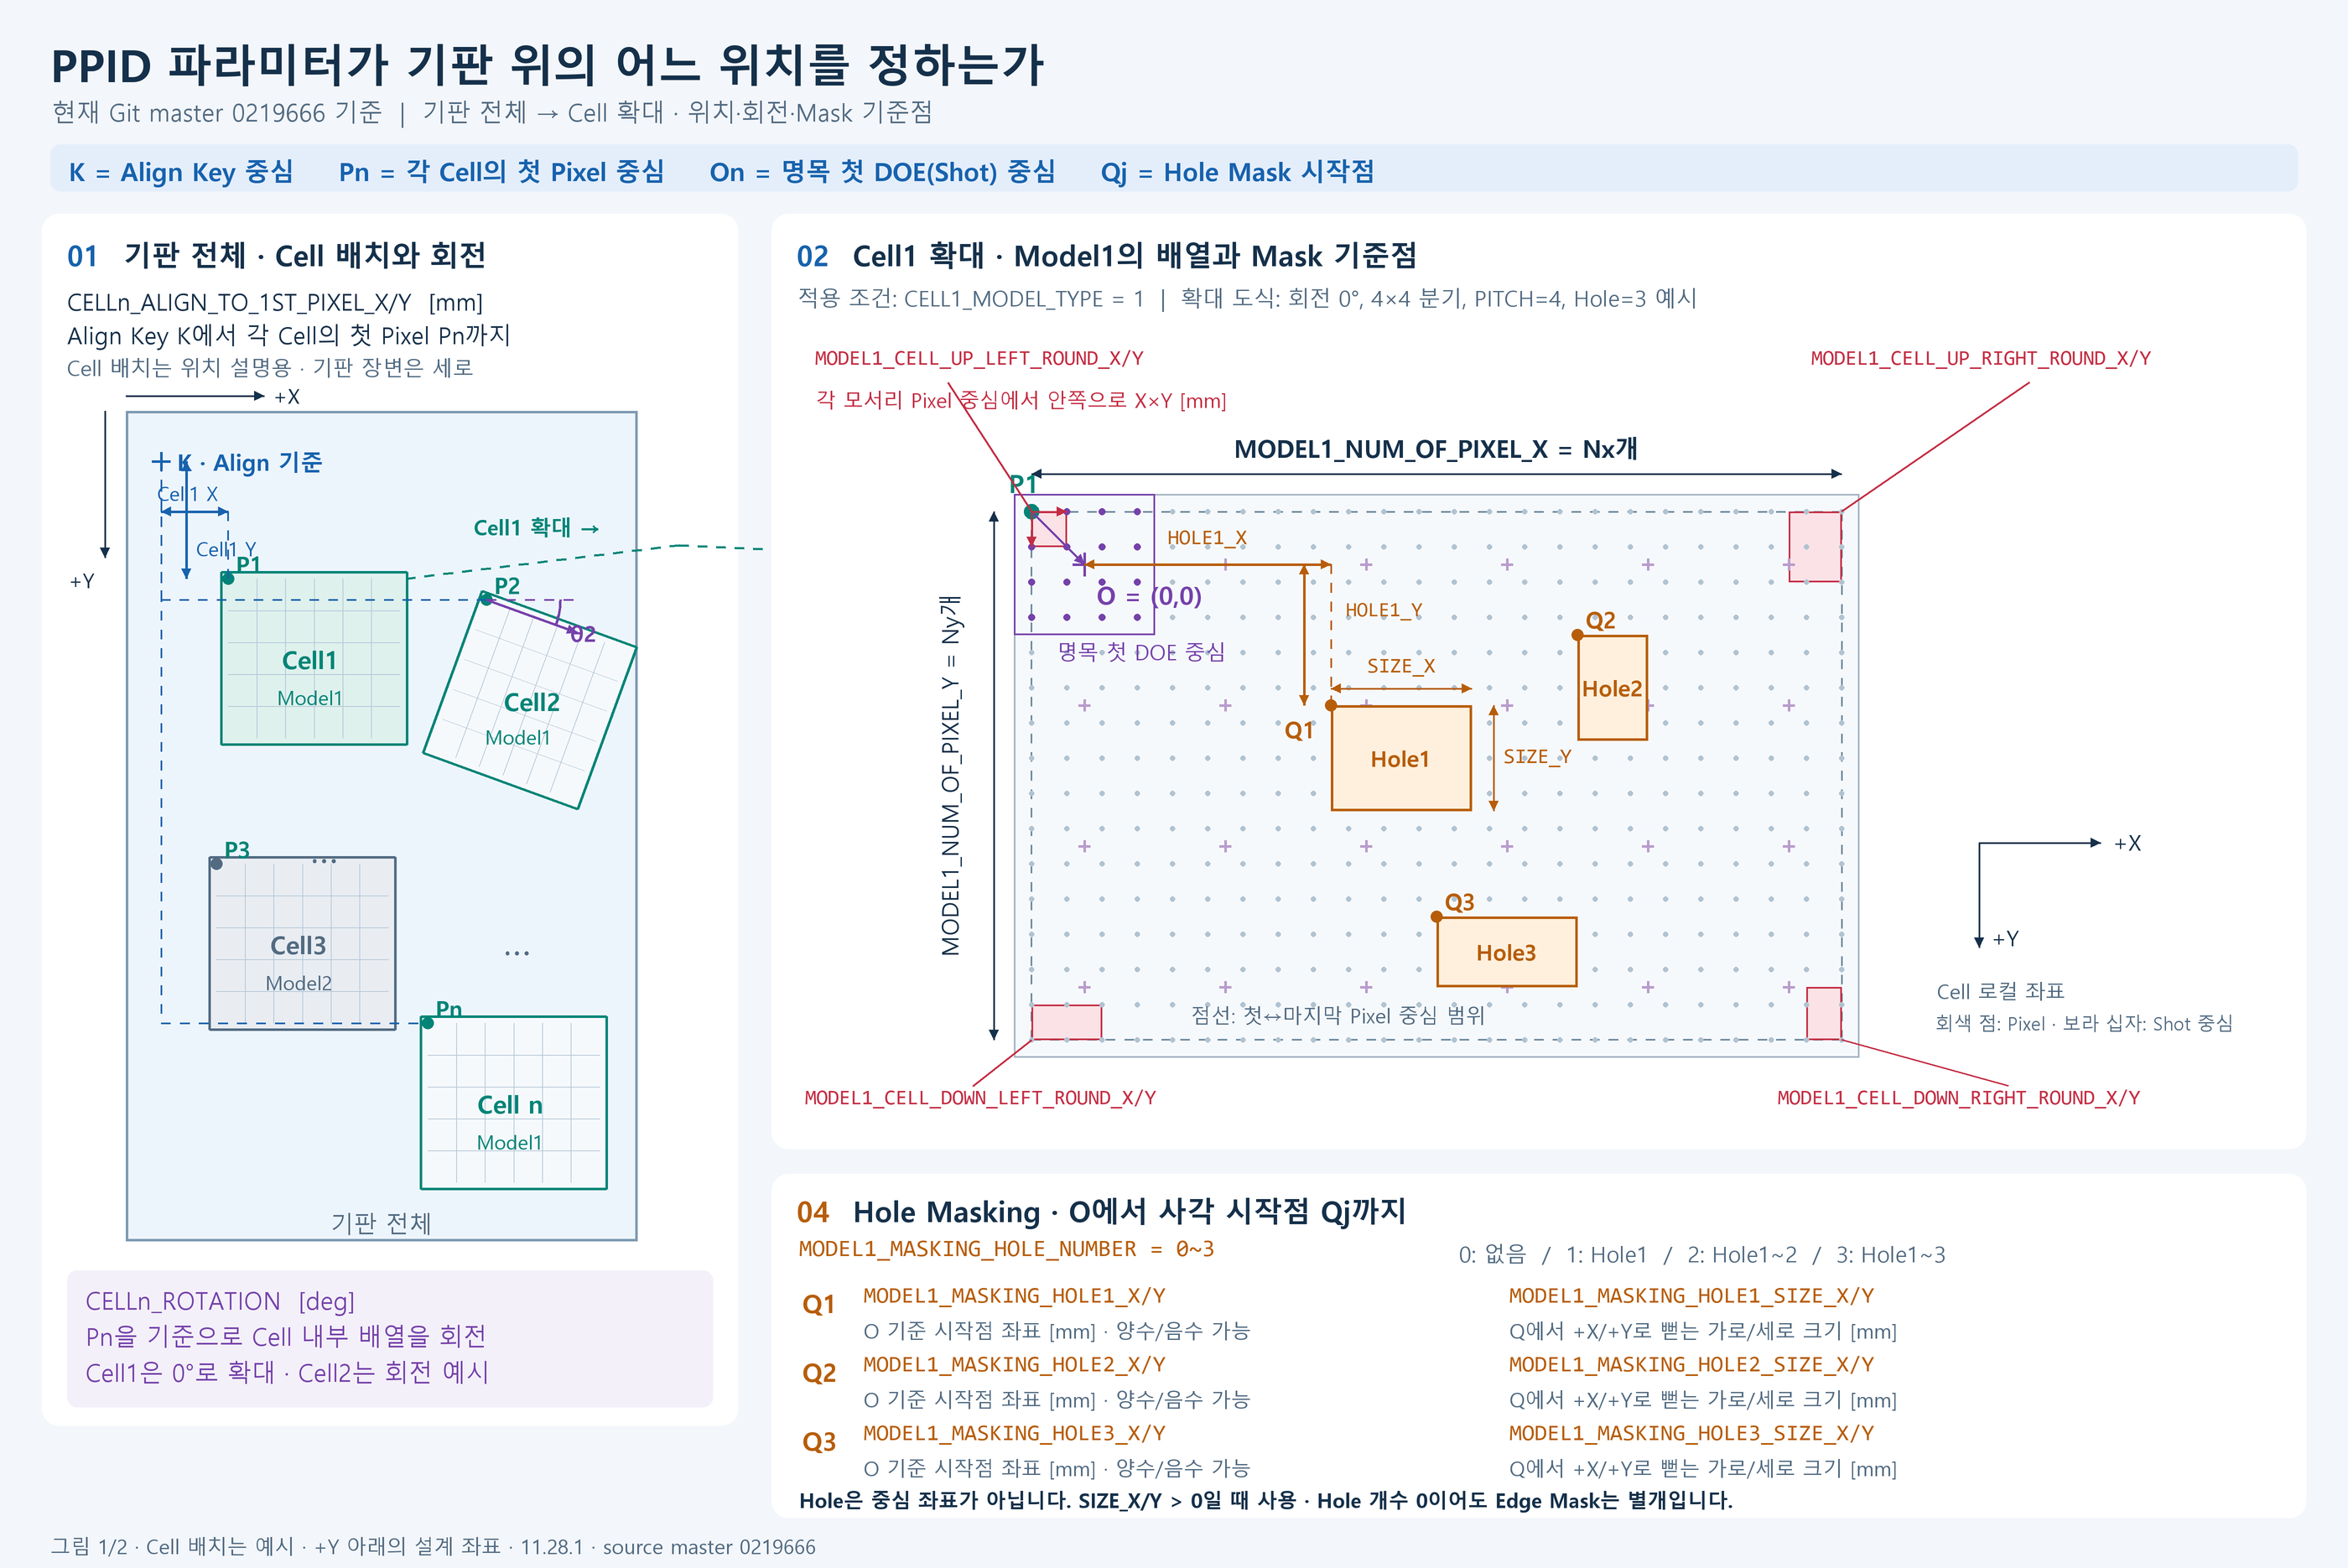 PPID 파라미터가 기판 위의 어느 위치를 정하는가
현재 Git master 0219666 기준 | 기판 전체 → Cell 확대 · 위치·회전·Mask 기준점
K = Align Key 중심 Pn = 각 Cell의 첫 Pixel 중심 On = 명목 첫 DOE(Shot) 중심 Qj = Hole Mask 시작점
01 기판 전체 · Cell 배치와 회전
CELLn_ALIGN_TO_1ST_PIXEL_X/Y [mm]
Align Key K에서 각 Cell의 첫 Pixel Pn까지
Cell 배치는 위치 설명용 · 기판 장변은 세로
+X
+Y
K · Align 기준
Cell1 X
Cell1 Y
Cell1 확대 →
P1
P2
θ2
Cell1
Model1
Cell2
Model1
P3
...
Cell3
Model2
...
Pn
Cell n
Model1
기판 전체
CELLn_ROTATION [deg]
Pn을 기준으로 Cell 내부 배열을 회전
Cell1은 0°로 확대 · Cell2는 회전 예시
02 Cell1 확대 · Model1의 배열과 Mask 기준점
적용 조건: CELL1_MODEL_TYPE = 1 | 확대 도식: 회전 0°, 4×4 분기, PITCH=4, Hole=3 예시
MODEL1_CELL_UP_LEFT_ROUND_X/Y
MODEL1_CELL_UP_RIGHT_ROUND_X/Y
각 모서리 Pixel 중심에서 안쪽으로 X×Y [mm]
MODEL1_NUM_OF_PIXEL_X = Nx개
MODEL1_NUM_OF_PIXEL_Y = Ny개
P1
HOLE1_X
O = (0,0)
HOLE1_Y
명목 첫 DOE 중심
SIZE_X
Q2
Hole2
Q1
Hole1
SIZE_Y
Q3
Hole3
점선: 첫↔마지막 Pixel 중심 범위
+X
+Y
Cell 로컬 좌표
회색 점: Pixel · 보라 십자: Shot 중심
MODEL1_CELL_DOWN_LEFT_ROUND_X/Y
MODEL1_CELL_DOWN_RIGHT_ROUND_X/Y
04 Hole Masking · O에서 사각 시작점 Qj까지
MODEL1_MASKING_HOLE_NUMBER = 0~3
0: 없음 / 1: Hole1 / 2: Hole1~2 / 3: Hole1~3
Q1 MODEL1_MASKING_HOLE1_X/Y MODEL1_MASKING_HOLE1_SIZE_X/Y
O 기준 시작점 좌표 [mm] · 양수/음수 가능 Q에서 +X/+Y로 뻗는 가로/세로 크기 [mm]
Q2 MODEL1_MASKING_HOLE2_X/Y MODEL1_MASKING_HOLE2_SIZE_X/Y
O 기준 시작점 좌표 [mm] · 양수/음수 가능 Q에서 +X/+Y로 뻗는 가로/세로 크기 [mm]
Q3 MODEL1_MASKING_HOLE3_X/Y MODEL1_MASKING_HOLE3_SIZE_X/Y
O 기준 시작점 좌표 [mm] · 양수/음수 가능 Q에서 +X/+Y로 뻗는 가로/세로 크기 [mm]
Hole은 중심 좌표가 아닙니다. SIZE_X/Y > 0일 때 사용 · Hole 개수 0이어도 Edge Mask는 별개입니다.
그림 1/2 · Cell 배치는 예시 · +Y 아래의 설계 좌표 · 11.28.1 · source master 0219666